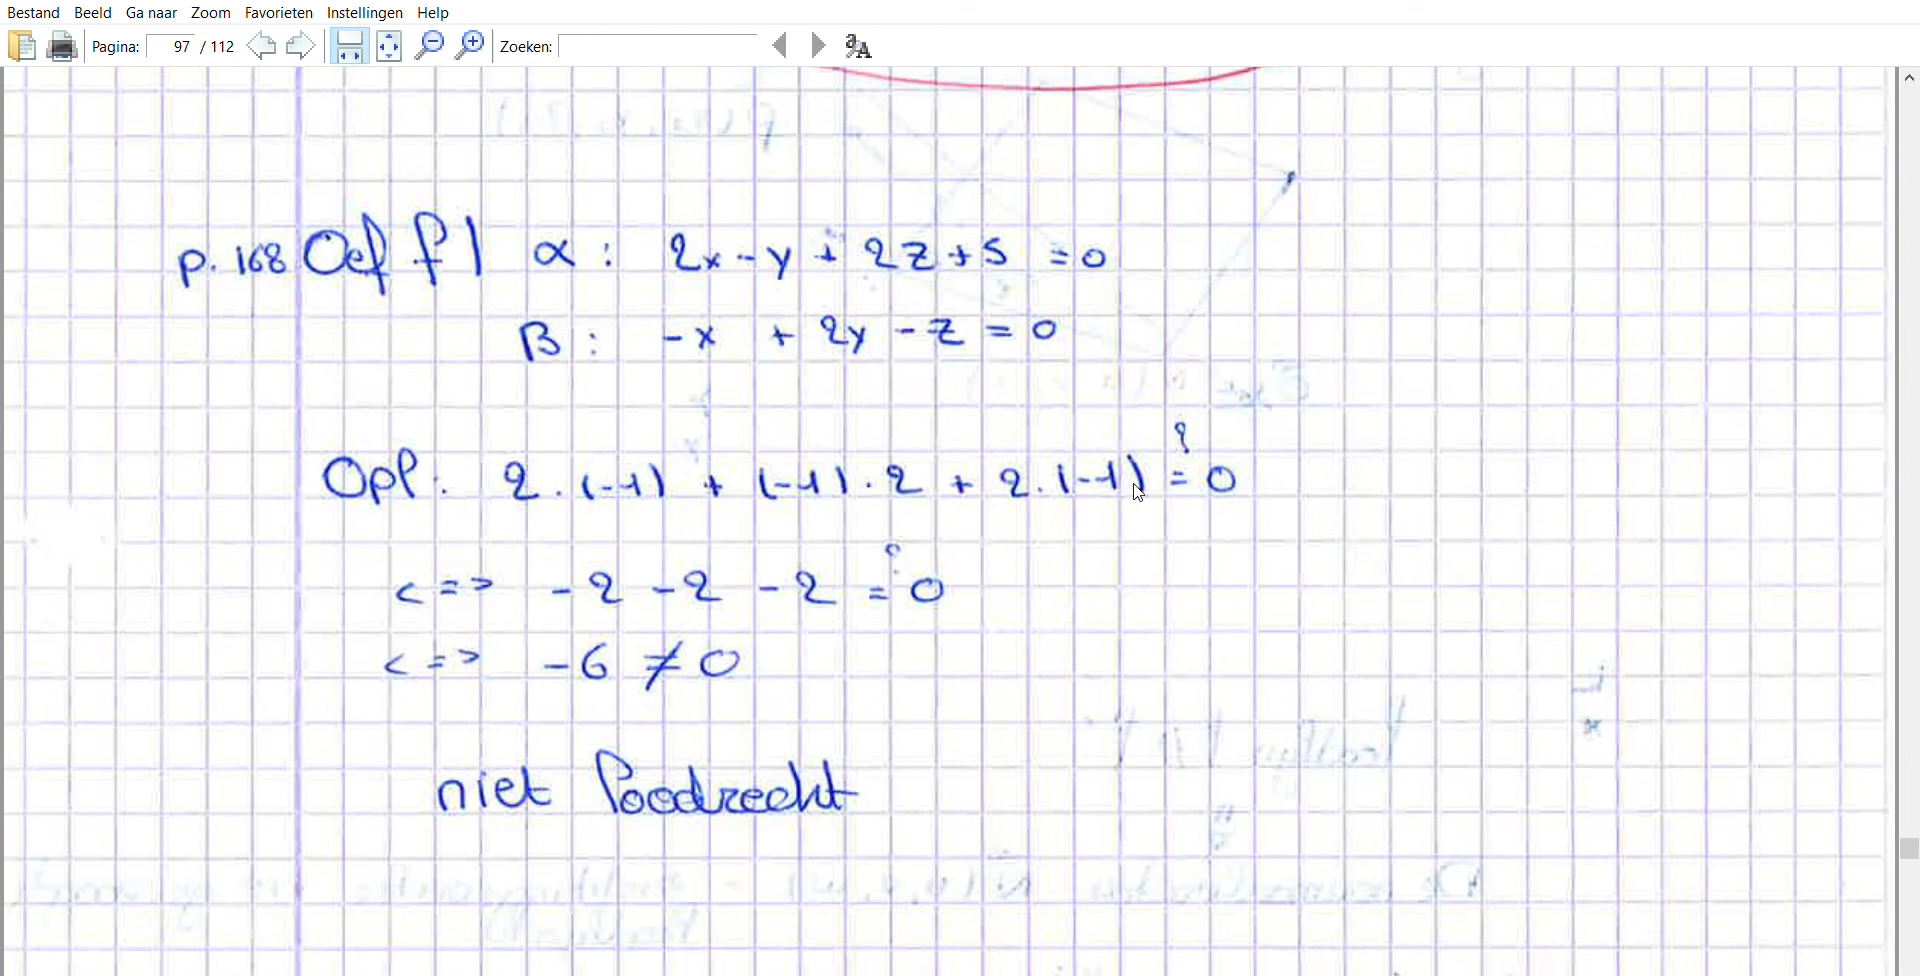 Bestand Beeld Ga naar Zoom Favorieten Instellingen Help
Pagina: 97 / 112 Zoeken:
p. 168 Oef f1 α: 2x - y + 2z + 5 = 0
β: -x + 2y - z = 0
Opl: 2 . (-1) + (-1) . 2 + 2 . (-1) ?= 0
<=> -2 -2 -2 ?= 0
<=> -6 ≠ 0
niet loodrecht